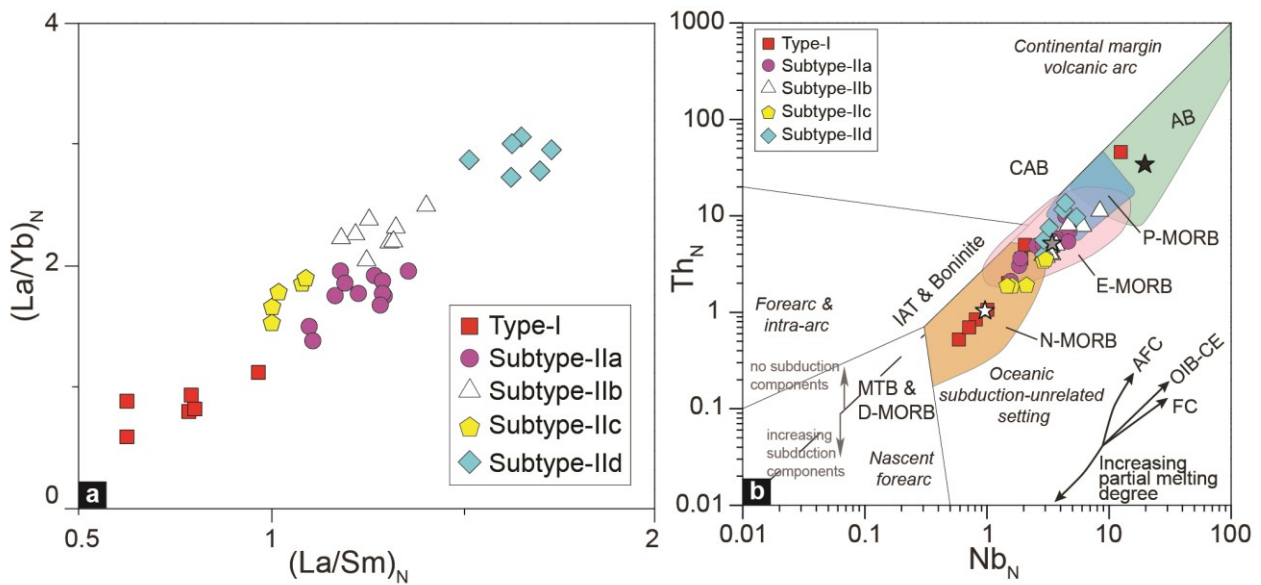 4
2
0
0.5
1
2
(La/Yb)N
(La/Sm)N
Type-I
Subtype-IIa
Subtype-IIb
Subtype-IIc
Subtype-IId
a
1000
100
10
1
0.1
0.01
0.01
0.1
1
10
100
ThN
NbN
Type-I
Subtype-IIa
Subtype-IIb
Subtype-IIc
Subtype-IId
Continental margin
volcanic arc
AB
CAB
P-MORB
E-MORB
IAT & Boninite
Forearc &
intra-arc
N-MORB
no subduction
components
MTB &
D-MORB
Oceanic
subduction-unrelated
setting
AFC
OIB-CE
FC
increasing
subduction
components
Nascent
forearc
Increasing
partial melting
degree
b